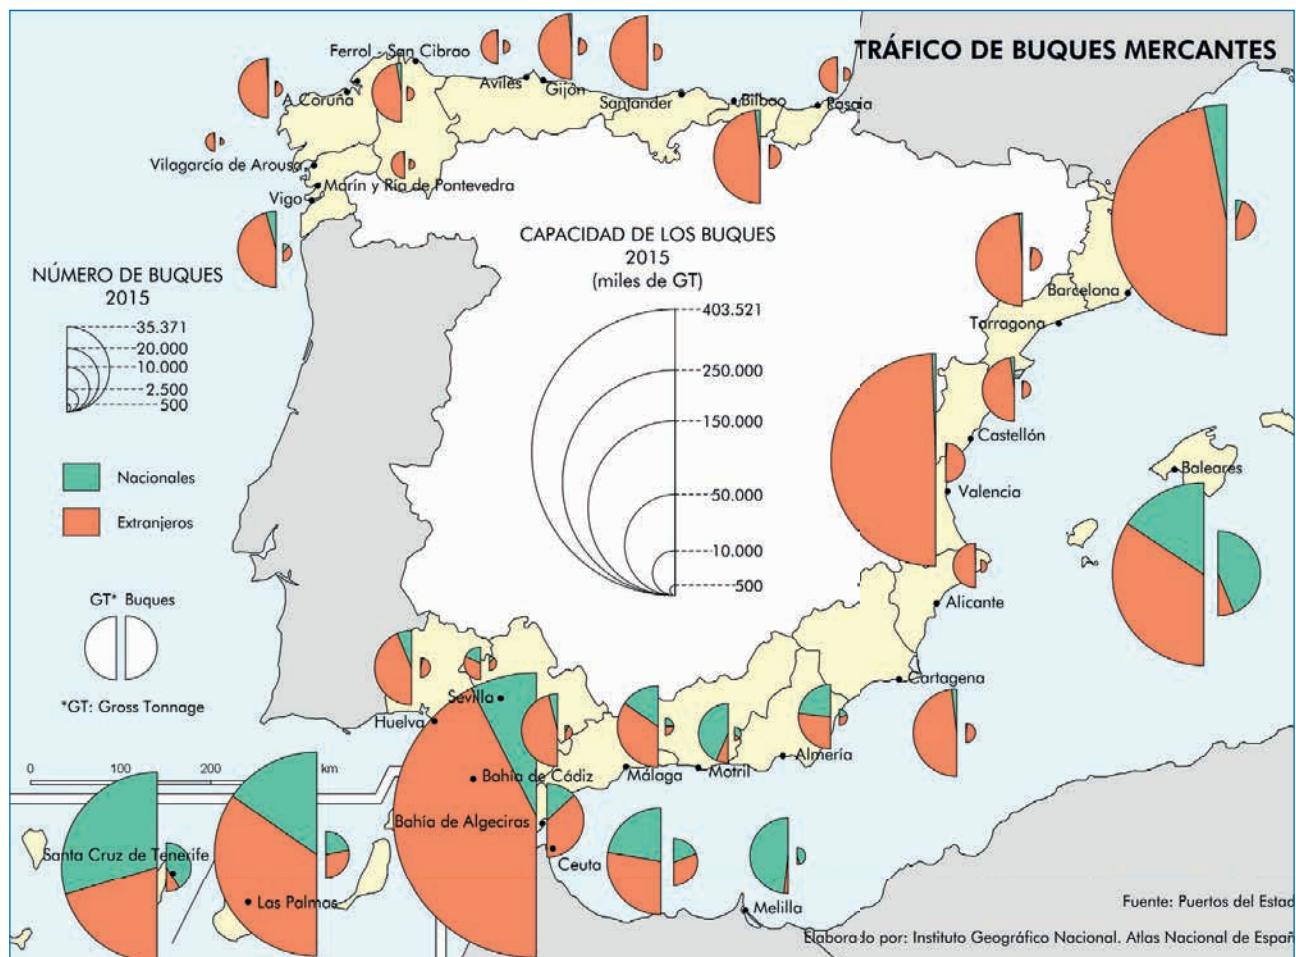 TRÁFICO DE BUQUES MERCANTES
Ferrol - San Cibrao
A Coruña
Avilés
Gijón
Santander
Bilbao
Pasaia
Vilagarcía de Arousa
Marín y Ría de Pontevedra
Vigo
NÚMERO DE BUQUES
2015
35.371
20.000
10.000
2.500
500
CAPACIDAD DE LOS BUQUES
2015
(miles de GT)
403.521
250.000
150.000
50.000
10.000
500
Nacionales
Extranjeros
GT* Buques
*GT: Gross Tonnage
Barcelona
Tarragona
Castellón
Valencia
Baleares
Alicante
Cartagena
Almería
Motril
Málaga
Sevilla
Huelva
Bahía de Cádiz
Bahía de Algeciras
Ceuta
Melilla
0 100 200 km
Santa Cruz de Tenerife
Las Palmas
Fuente: Puertos del Estad
Elaborado por: Instituto Geográfico Nacional. Atlas Nacional de Españ